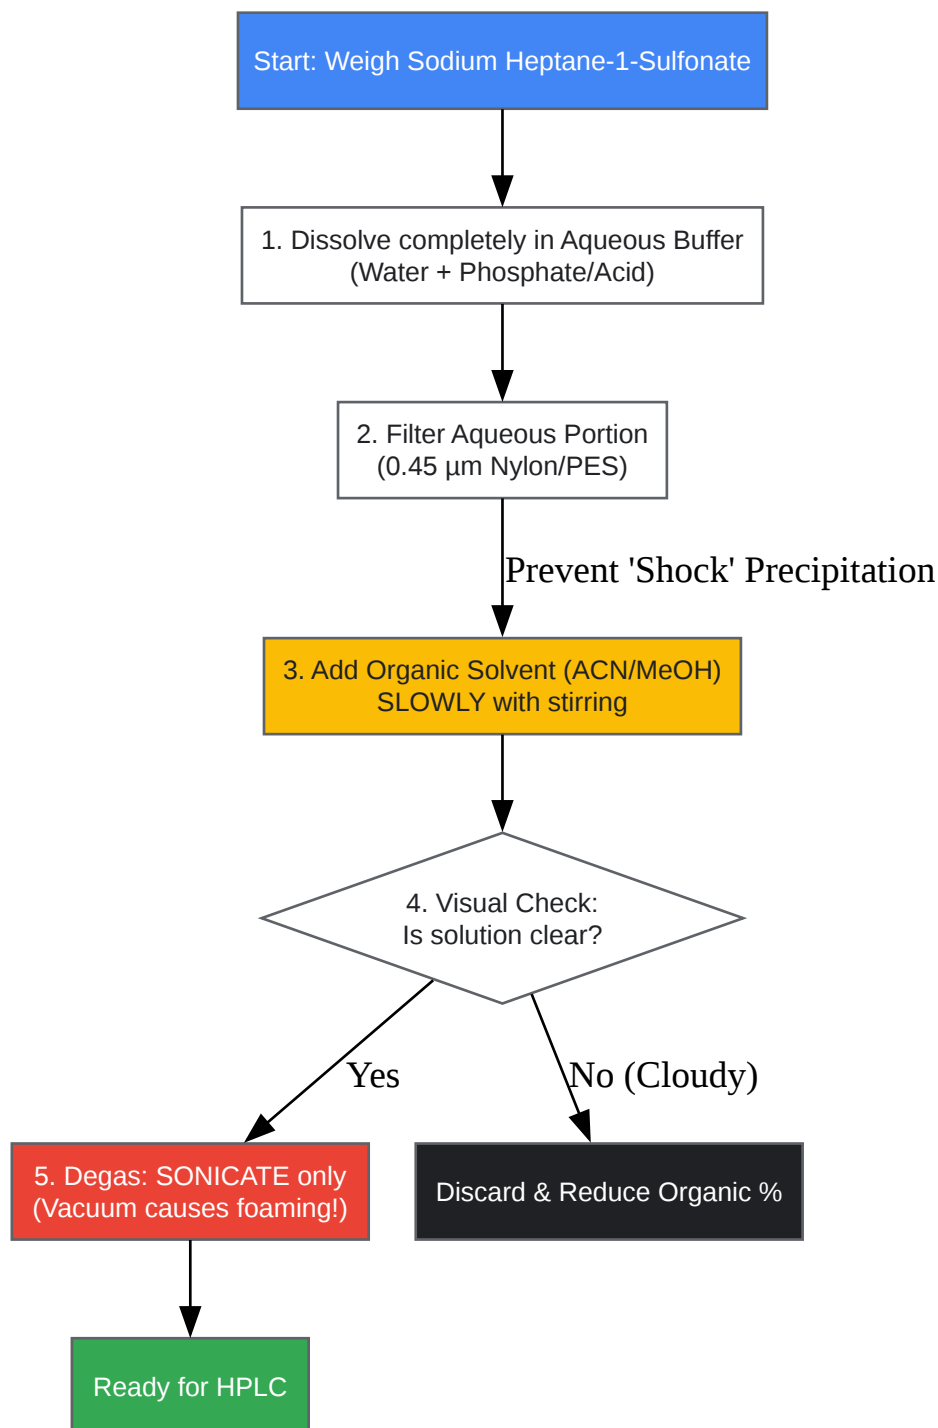 Start: Weigh Sodium Heptane-1-Sulfonate
1. Dissolve completely in Aqueous Buffer
(Water + Phosphate/Acid)
2. Filter Aqueous Portion
(0.45 µm Nylon/PES)
Prevent 'Shock' Precipitation
3. Add Organic Solvent (ACN/MeOH)
SLOWLY with stirring
4. Visual Check:
Is solution clear?
Yes
No (Cloudy)
5. Degas: SONICATE only
(Vacuum causes foaming!)
Discard & Reduce Organic %
Ready for HPLC